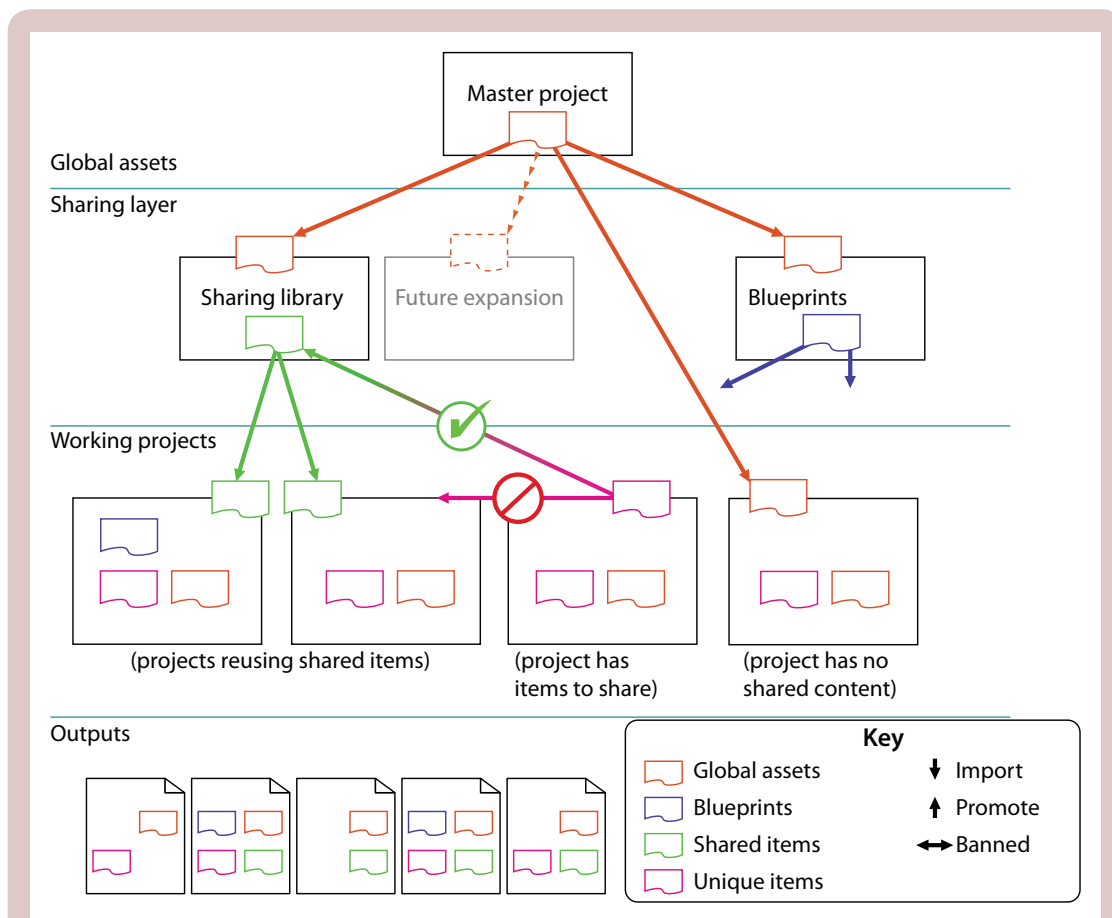 Master project
Global assets
Sharing layer
Sharing library
Future expansion
Blueprints
Working projects
(projects reusing shared items)
(project has
items to share)
(project has no
shared content)
Outputs
Key
Global assets
Import
Blueprints
Promote
Shared items
Banned
Unique items